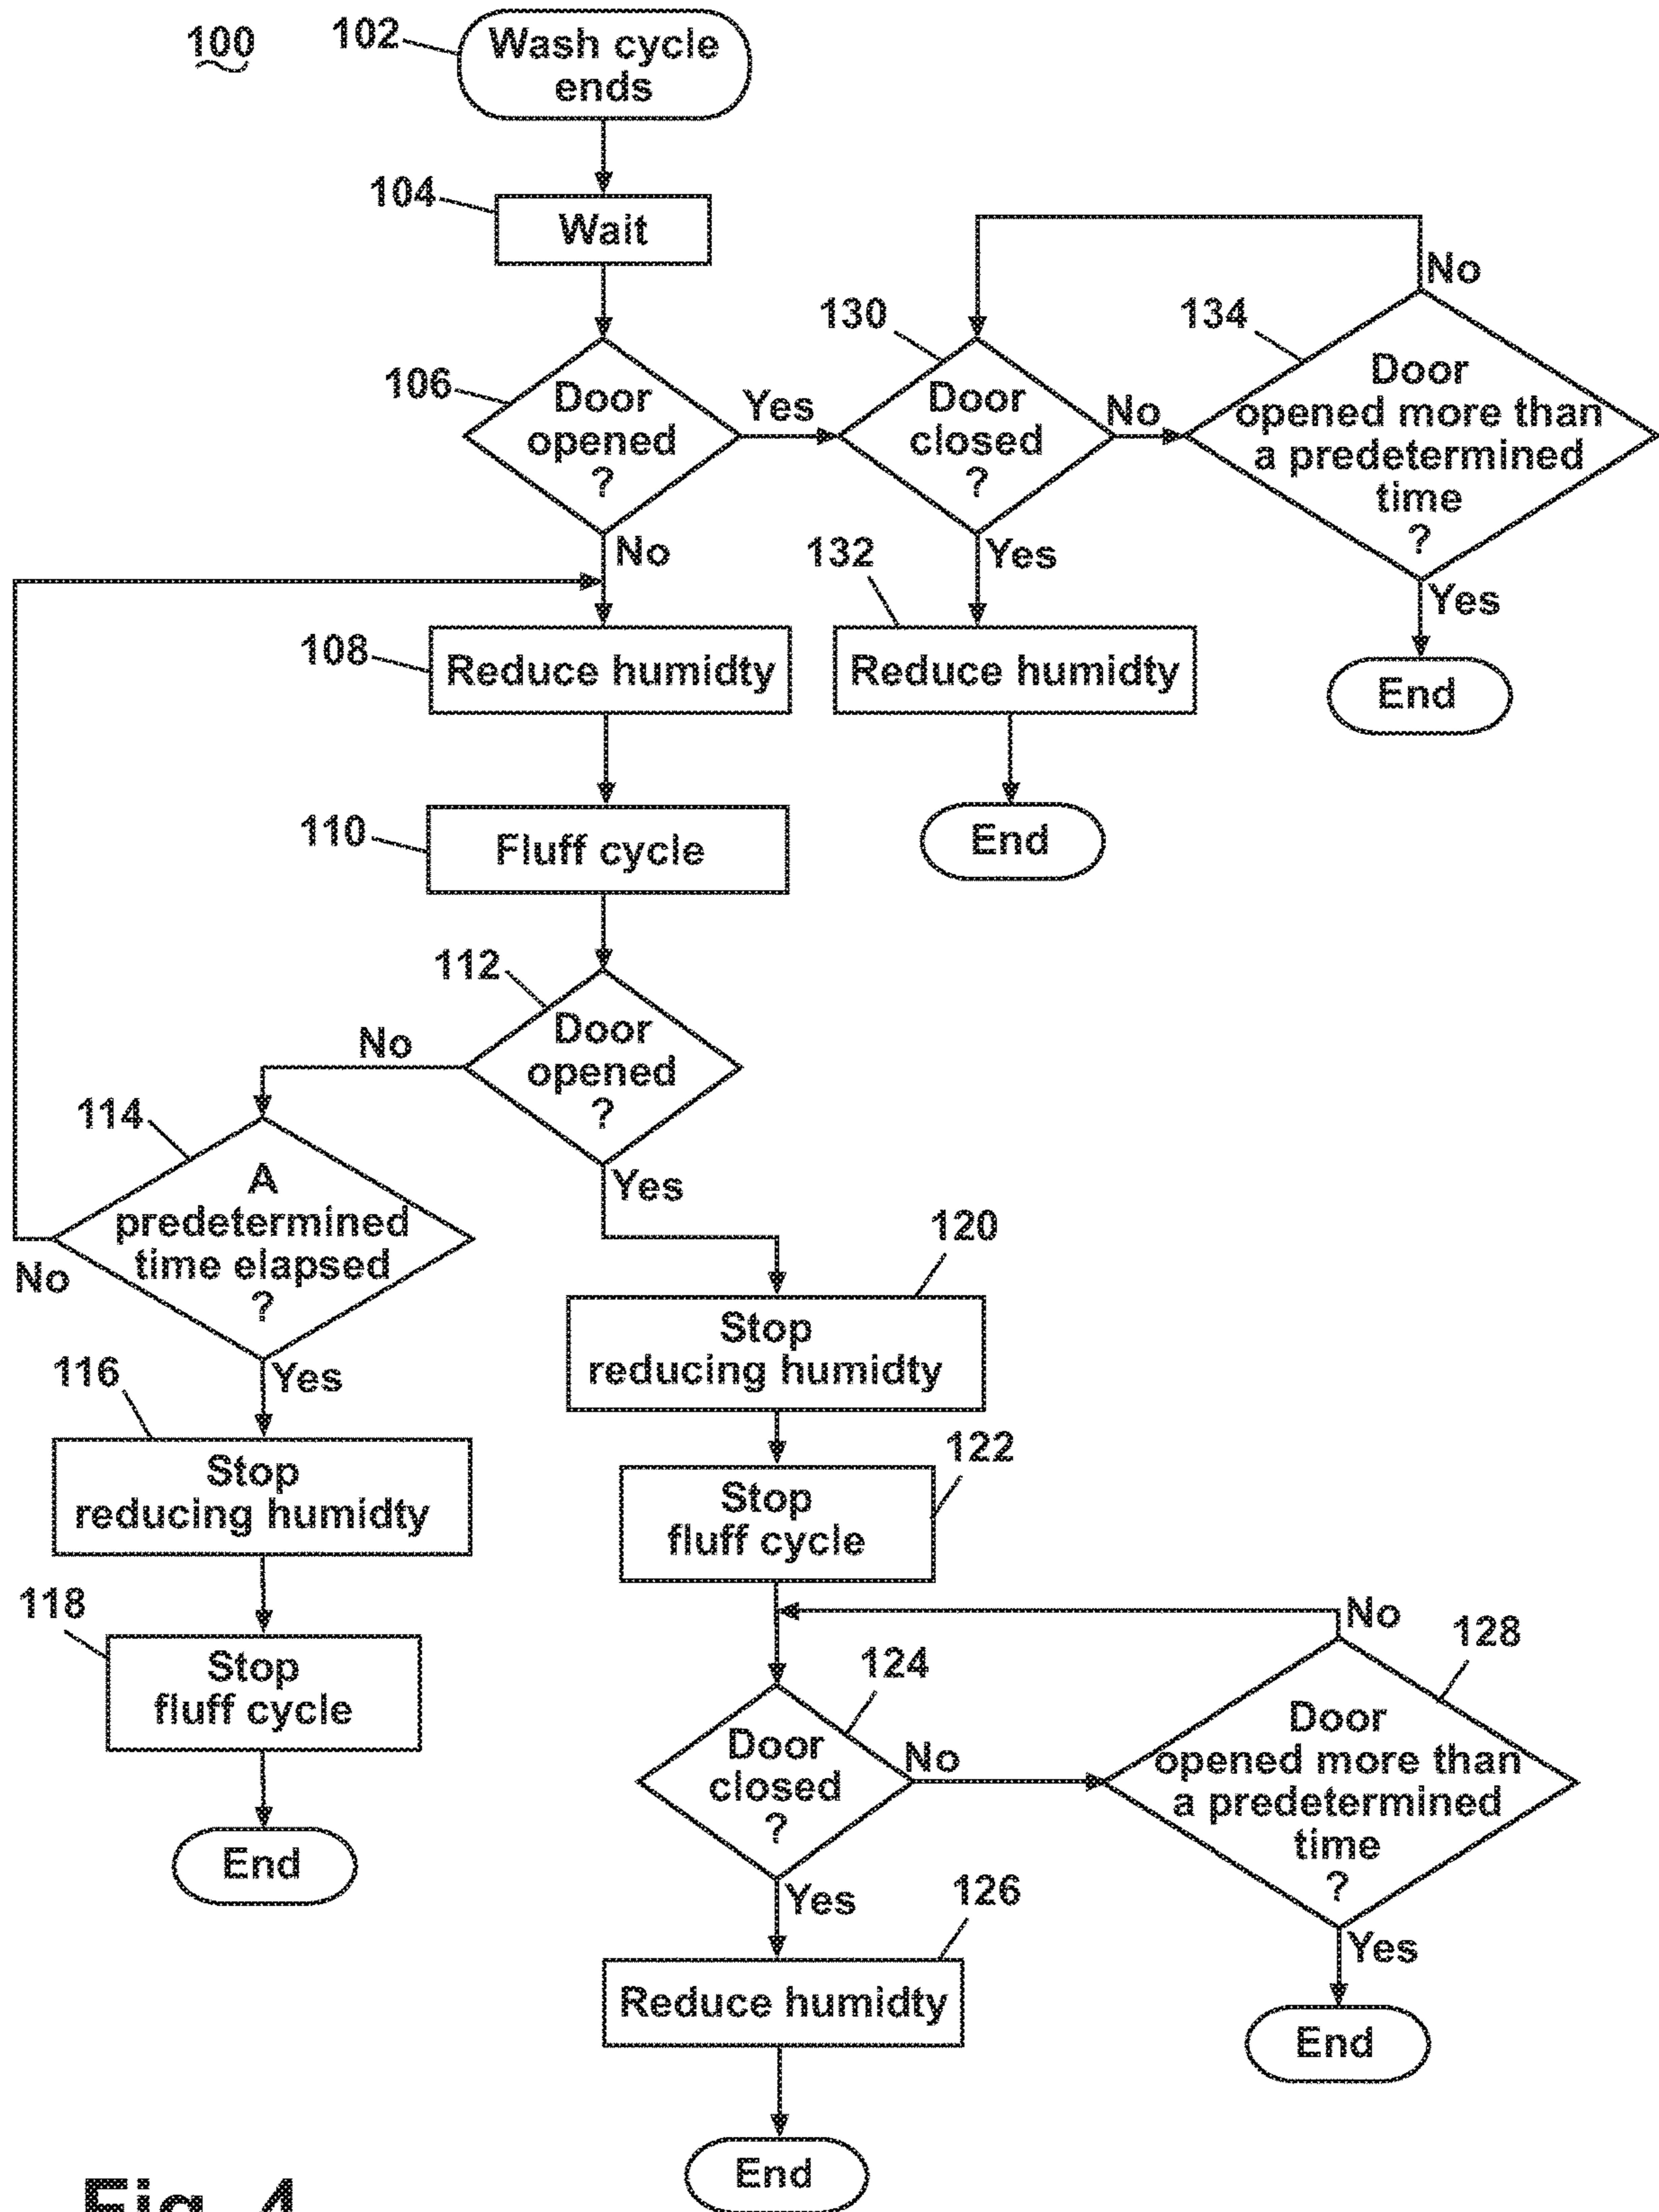 100
102
Wash cycle
ends
104
Wait
106
Door
opened
?
Yes
No
130
Door
closed
?
No
Yes
134
Door
opened more than
a predetermined
time
?
No
Yes
End
132
Reduce humidty
End
108
Reduce humidty
110
Fluff cycle
112
Door
opened
?
No
Yes
114
A
predetermined
time elapsed
?
No
Yes
116
Stop
reducing humidty
118
Stop
fluff cycle
End
120
Stop
reducing humidty
122
Stop
fluff cycle
124
Door
closed
?
No
Yes
128
Door
opened more than
a predetermined
time
?
No
Yes
End
126
Reduce humidty
End
Fig. 4